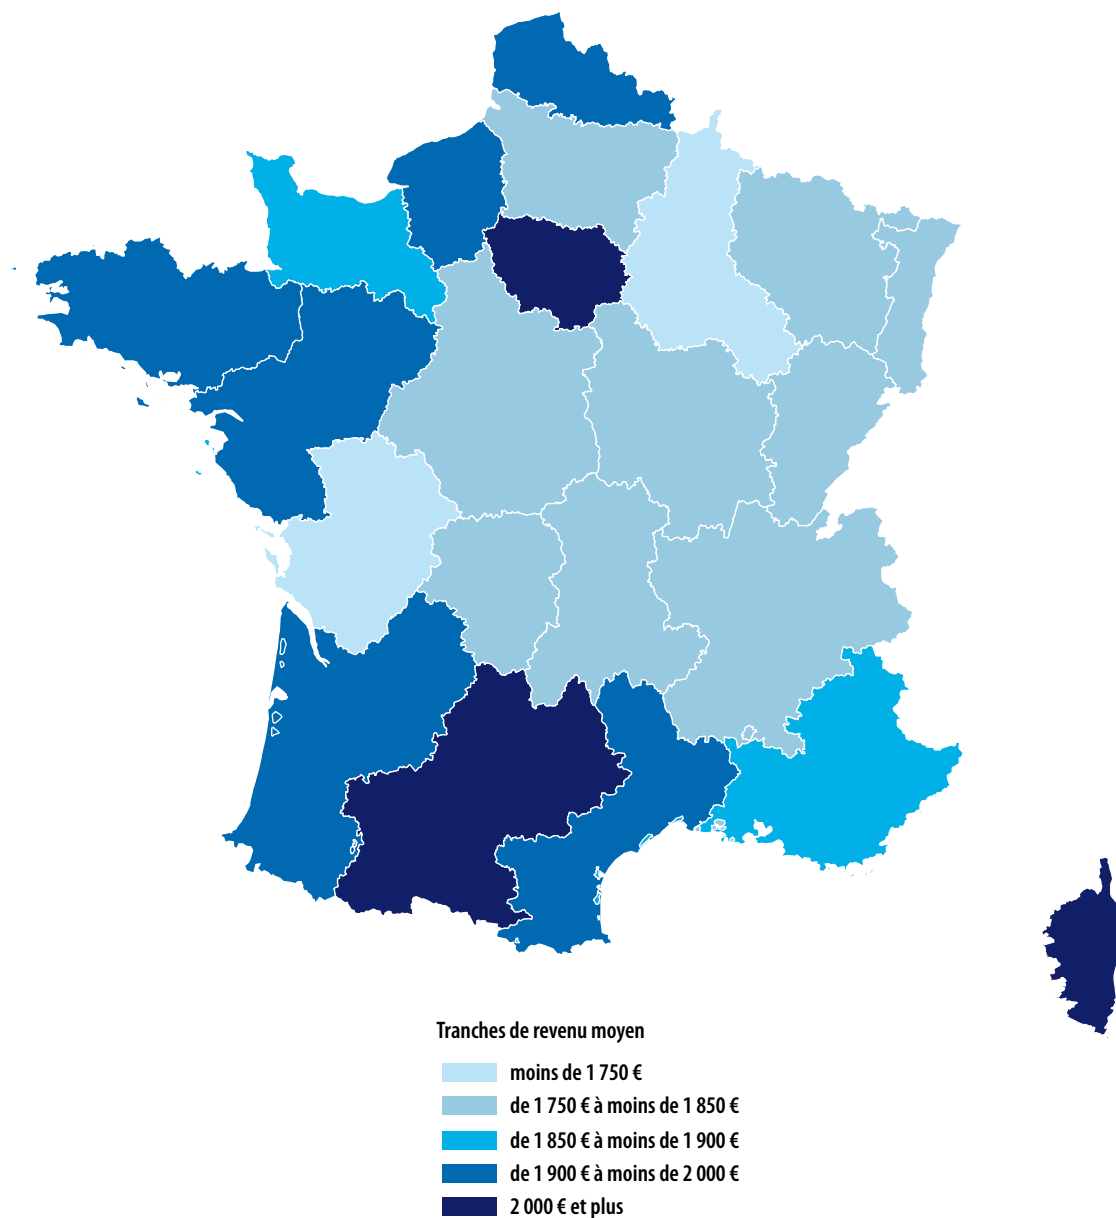 Tranches de revenu moyen
moins de 1 750 €
de 1 750 € à moins de 1 850 €
de 1 850 € à moins de 1 900 €
de 1 900 € à moins de 2 000 €
2 000 € et plus